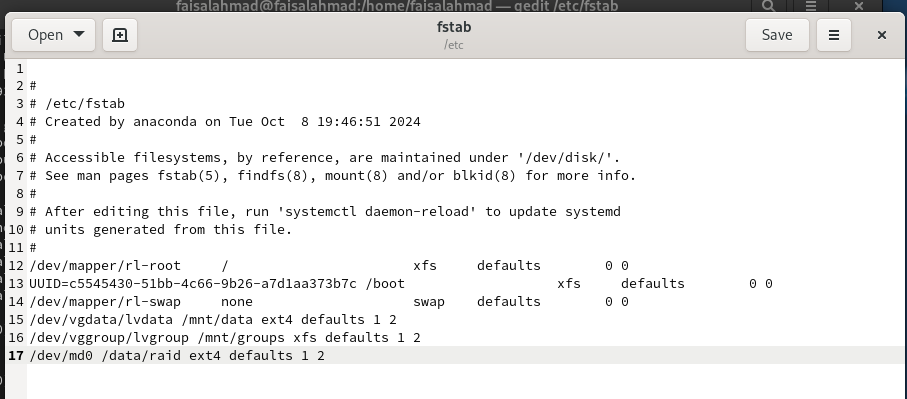 faisalahmad@faisalahmad:/home/faisalahmad — gedit /etc/fstab
Open
fstab
/etc
Save
1
2 #
3 # /etc/fstab
4 # Created by anaconda on Tue Oct  8 19:46:51 2024
5 #
6 # Accessible filesystems, by reference, are maintained under '/dev/disk/'.
7 # See man pages fstab(5), findfs(8), mount(8) and/or blkid(8) for more info.
8 #
9 # After editing this file, run 'systemctl daemon-reload' to update systemd
10 # units generated from this file.
11 #
12 /dev/mapper/rl-root     /                       xfs     defaults        0 0
13 UUID=c5545430-51bb-4c66-9b26-a7d1aa373b7c /boot                   xfs     defaults        0 0
14 /dev/mapper/rl-swap     none                    swap    defaults        0 0
15 /dev/vgdata/lvdata /mnt/data ext4 defaults 1 2
16 /dev/vggroup/lvgroup /mnt/groups xfs defaults 1 2
17 /dev/md0 /data/raid ext4 defaults 1 2